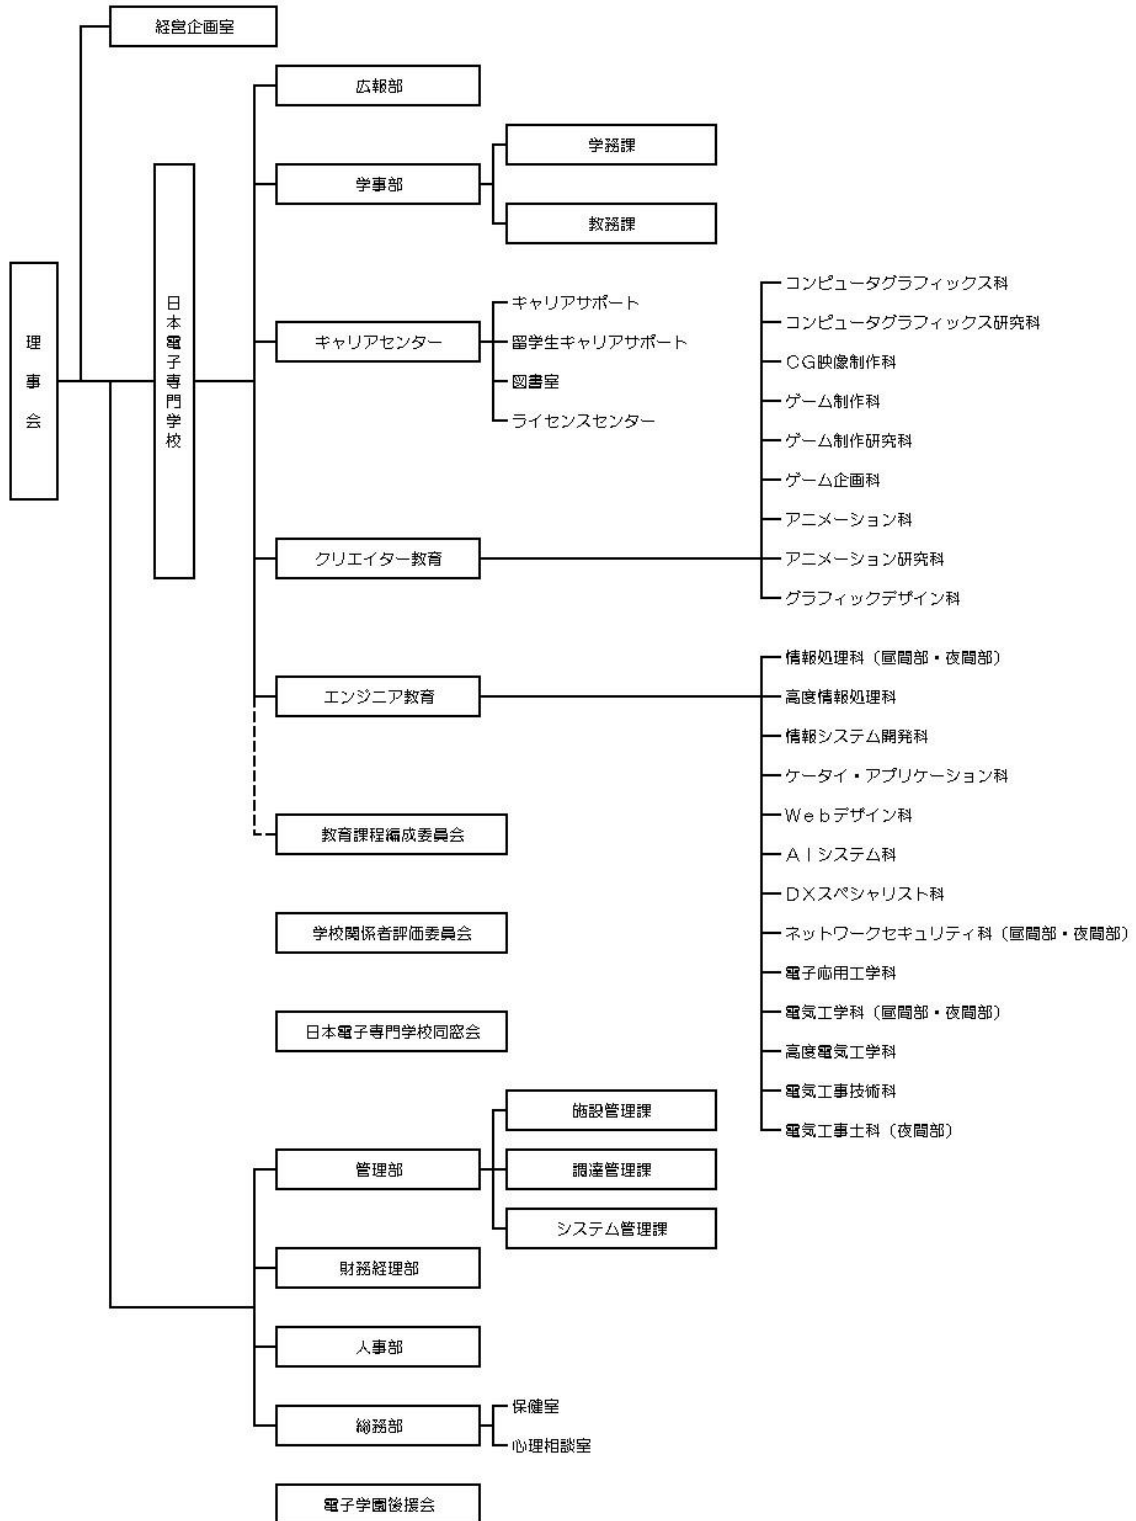 経営企画室
広報部
学務課
学事部
教務課
理事会
日本電子専門学校
キャリアセンター
キャリアサポート
留学生キャリアサポート
図書室
ライセンスセンター
コンピュータグラフィックス科
コンピュータグラフィックス研究科
CG映像制作科
ゲーム制作科
ゲーム制作研究科
ゲーム企画科
アニメーション科
アニメーション研究科
グラフィックデザイン科
クリエイター教育
エンジニア教育
情報処理科(昼間部・夜間部)
高度情報処理科
情報システム開発科
ケータイ・アプリケーション科
Webデザイン科
AIシステム科
DXスペシャリスト科
ネットワークセキュリティ科(昼間部・夜間部)
電子応用工学科
電気工学科(昼間部・夜間部)
高度電気工学科
電気工事技術科
電気工事士科(夜間部)
教育課程編成委員会
学校関係者評価委員会
日本電子専門学校同窓会
施設管理課
管理部
調達管理課
システム管理課
財務経理部
人事部
総務部
保健室
心理相談室
電子学園後援会